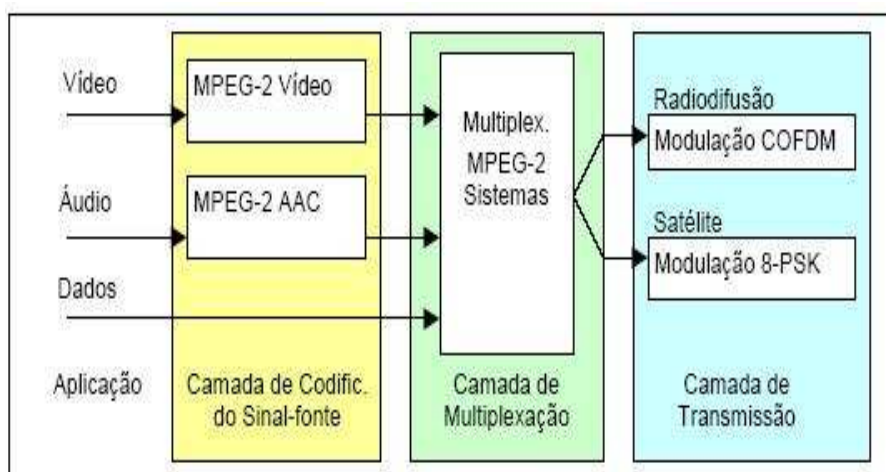 Vídeo
MPEG-2 Vídeo
Áudio
MPEG-2 AAC
Dados
Multiplex.
MPEG-2
Sistemas
Radiodifusão
Modulação COFDM
Satélite
Modulação 8-PSK
Aplicação
Camada de Codific.
do Sinal-fonte
Camada de
Multiplexação
Camada de
Transmissão